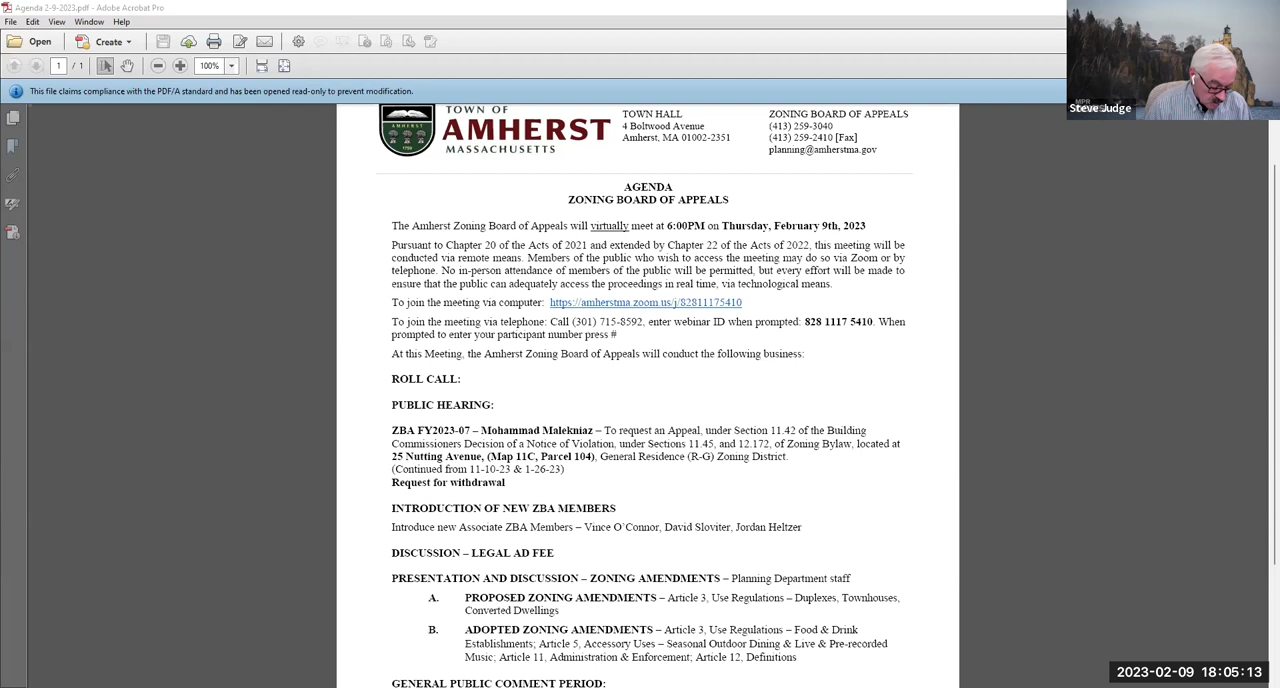 Agenda 2-9-2023.pdf - Adobe Acrobat Pro
File Edit View Window Help
Open Create
1 / 1 100%
This file claims compliance with the PDF/A standard and has been opened read-only to prevent modification.
Steve Judge
TOWN OF
AMHERST
MASSACHUSETTS
TOWN HALL
4 Boltwood Avenue
Amherst, MA 01002-2351
ZONING BOARD OF APPEALS
(413) 259-3040
(413) 259-2410 [Fax]
planning@amherstma.gov
AGENDA
ZONING BOARD OF APPEALS
The Amherst Zoning Board of Appeals will virtually meet at 6:00PM on Thursday, February 9th, 2023
Pursuant to Chapter 20 of the Acts of 2021 and extended by Chapter 22 of the Acts of 2022, this meeting will be
conducted via remote means. Members of the public who wish to access the meeting may do so via Zoom or by
telephone. No in-person attendance of members of the public will be permitted, but every effort will be made to
ensure that the public can adequately access the proceedings in real time, via technological means.
To join the meeting via computer: https://amherstma.zoom.us/j/82811175410
To join the meeting via telephone: Call (301) 715-8592, enter webinar ID when prompted: 828 1117 5410. When
prompted to enter your participant number press #
At this Meeting, the Amherst Zoning Board of Appeals will conduct the following business:
ROLL CALL:
PUBLIC HEARING:
ZBA FY2023-07 – Mohammad Malekniaz – To request an Appeal, under Section 11.42 of the Building
Commissioners Decision of a Notice of Violation, under Sections 11.45, and 12.172, of Zoning Bylaw, located at
25 Nutting Avenue, (Map 11C, Parcel 104), General Residence (R-G) Zoning District.
(Continued from 11-10-23 & 1-26-23)
Request for withdrawal
INTRODUCTION OF NEW ZBA MEMBERS
Introduce new Associate ZBA Members – Vince O`Connor, David Sloviter, Jordan Heltzer
DISCUSSION – LEGAL AD FEE
PRESENTATION AND DISCUSSION – ZONING AMENDMENTS – Planning Department staff
A. PROPOSED ZONING AMENDMENTS – Article 3, Use Regulations – Duplexes, Townhouses,
Converted Dwellings
B. ADOPTED ZONING AMENDMENTS – Article 3, Use Regulations – Food & Drink
Establishments; Article 5, Accessory Uses – Seasonal Outdoor Dining & Live & Pre-recorded
Music; Article 11, Administration & Enforcement; Article 12, Definitions
GENERAL PUBLIC COMMENT PERIOD:
2023-02-09 18:05:13